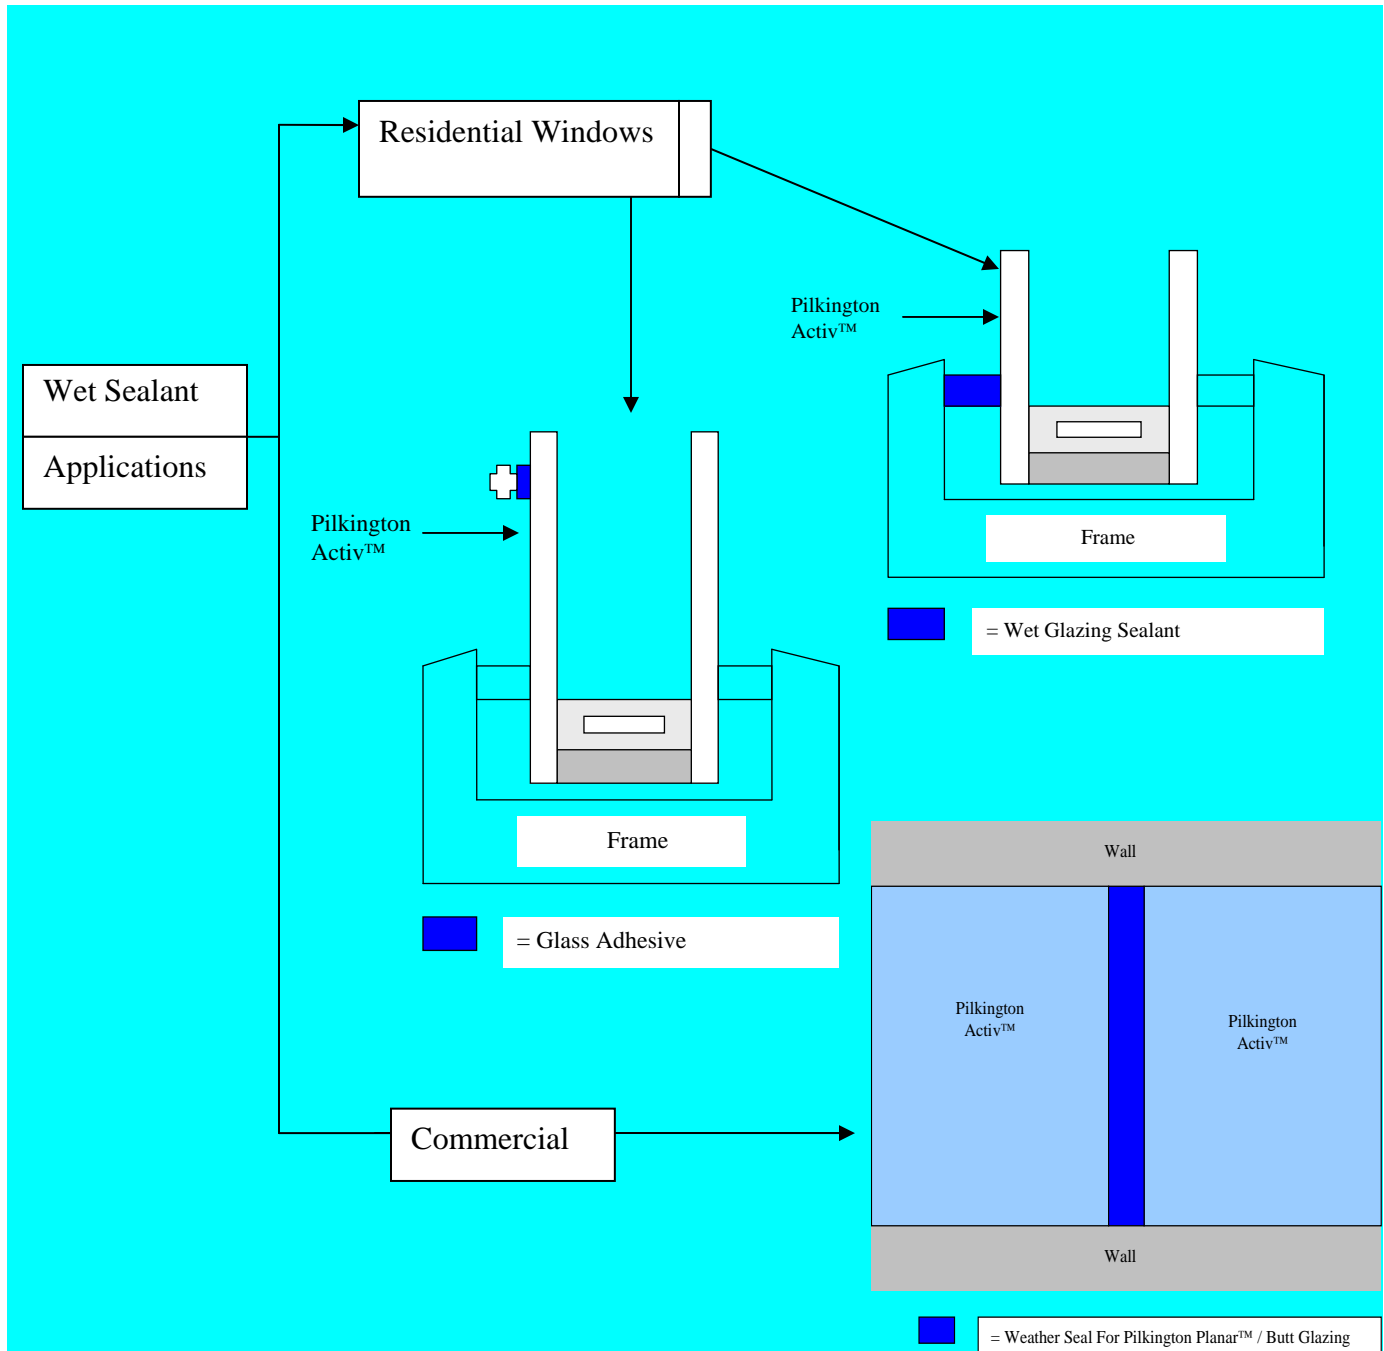 Residential Windows
Pilkington
Activ™
Wet Sealant
Applications
Pilkington
Activ™
Frame
= Wet Glazing Sealant
Frame
= Glass Adhesive
Wall
Pilkington
Activ™
Pilkington
Activ™
Commercial
Wall
= Weather Seal For Pilkington Planar™ / Butt Glazing